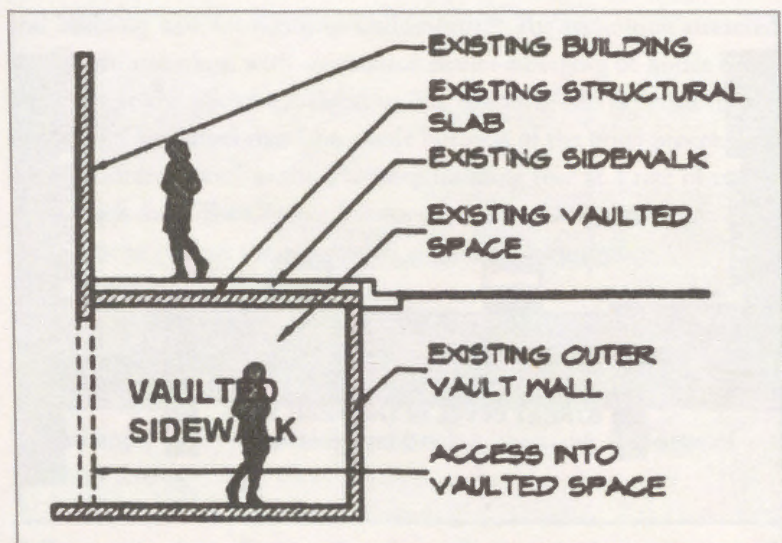 EXISTING BUILDING
EXISTING STRUCTURAL
SLAB
EXISTING SIDEWALK
EXISTING VAULTED
SPACE
EXISTING OUTER
VAULT WALL
ACCESS INTO
VAULTED SPACE
VAULTED
SIDEWALK